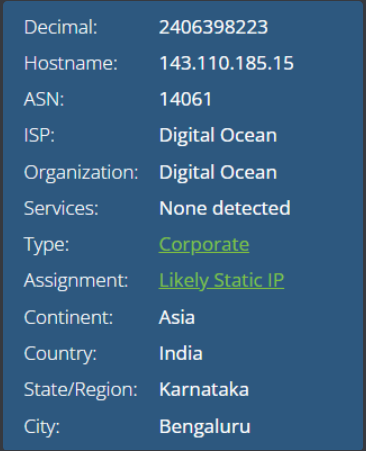 Decimal: 2406398223
Hostname: 143.110.185.15
ASN: 14061
ISP: Digital Ocean
Organization: Digital Ocean
Services: None detected
Type: Corporate
Assignment: Likely Static IP
Continent: Asia
Country: India
State/Region: Karnataka
City: Bengaluru